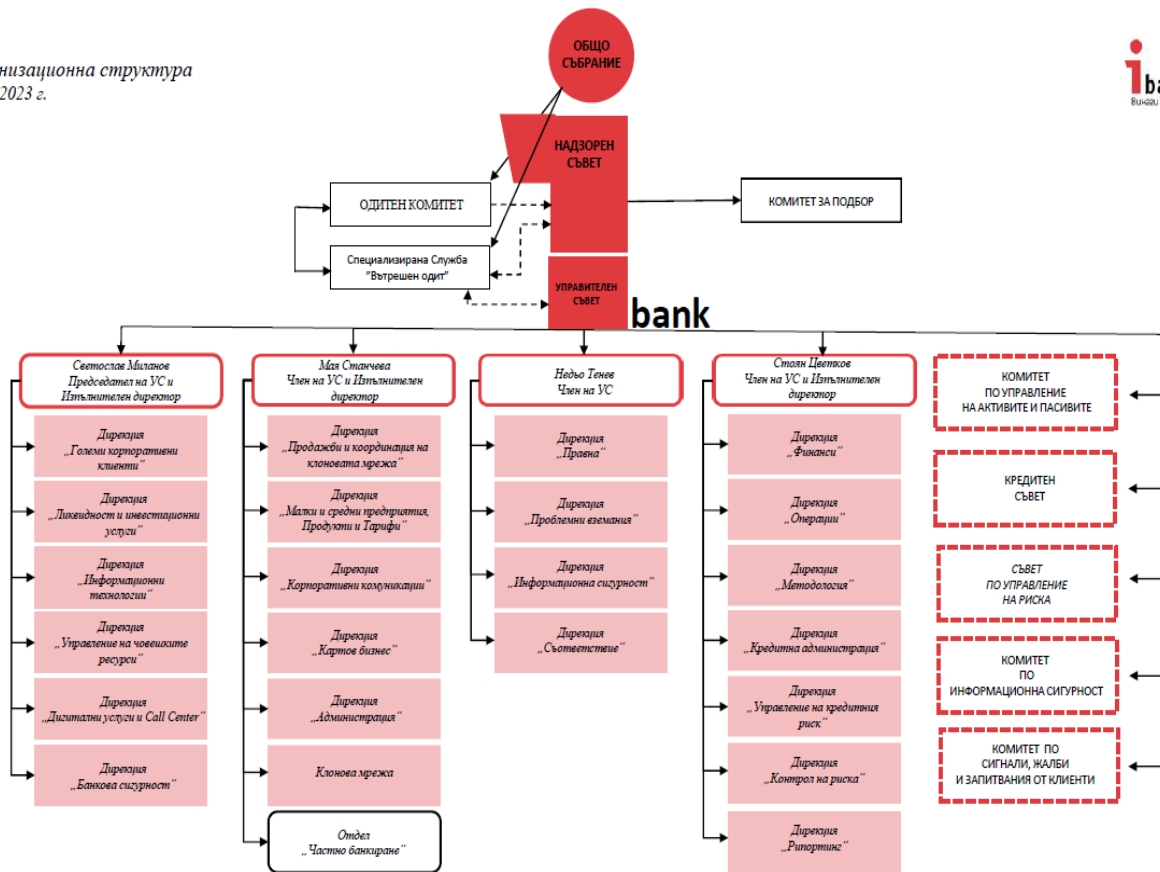 ОБЩО
СЪБРАНИЕ
низационна структура
2023 г.
iba
Винаги
НАДЗОРЕН
СЪВЕТ
ОДИТЕН КОМИТЕТ
КОМИТЕТ ЗА ПОДБОР
Специализирана Служба
"Вътрешен одит"
УПРАВИТЕЛЕН
СЪВЕТ
bank
Светослав Миланов
Председател на УС и
Изпълнителен директор
Дирекция
„Големи корпоративни
клиенти“
Дирекция
„Ликвидност и инвестиционни
услуги“
Дирекция
„Информационни
технологии“
Дирекция
„Управление на човешките
ресурси“
Дирекция
„Дигитални услуги и Call Center“
Дирекция
„Банкова сигурност“
Мая Станчева
Член на УС и Изпълнителен
директор
Дирекция
„Продажби и координация на
клоновата мрежа“
Дирекция
„Малки и средни предприятия,
Продукти и Тарифи“
Дирекция
„Корпоративни комуникации“
Дирекция
„Картов бизнес“
Дирекция
„Администрация“
Клонова мрежа
Отдел
„Частно банкиране“
Недьо Тенев
Член на УС
Дирекция
„Правна“
Дирекция
„Проблемни вземания“
Дирекция
„Информационна сигурност“
Дирекция
„Съответствие“
Стоян Цветков
Член на УС и Изпълнителен
директор
Дирекция
„Финанси“
Дирекция
„Операции“
Дирекция
„Методология“
Дирекция
„Кредитна администрация“
Дирекция
„Управление на кредитния
риск“
Дирекция
„Контрол на риска“
Дирекция
„Рипортинг“
КОМИТЕТ
ПО УПРАВЛЕНИЕ
НА АКТИВИТЕ И ПАСИВИТЕ
КРЕДИТЕН
СЪВЕТ
СЪВЕТ
ПО УПРАВЛЕНИЕ
НА РИСКА
КОМИТЕТ
ПО
ИНФОРМАЦИОННА СИГУРНОСТ
КОМИТЕТ ПО
СИГНАЛИ, ЖАЛБИ
И ЗАПИТВАНИЯ ОТ КЛИЕНТИ